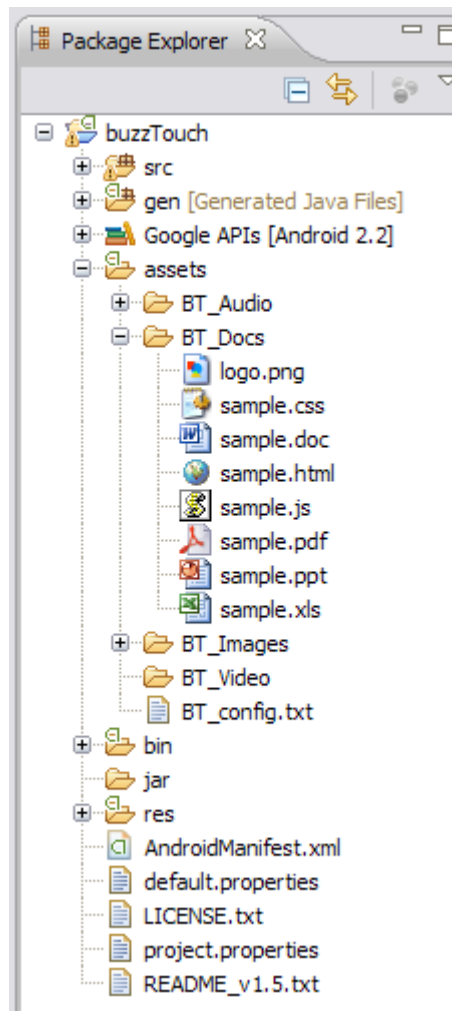 Package Explorer
buzzTouch
src
gen [Generated Java Files]
Google APIs [Android 2.2]
assets
BT_Audio
BT_Docs
logo.png
sample.css
sample.doc
sample.html
sample.js
sample.pdf
sample.ppt
sample.xls
BT_Images
BT_Video
BT_config.txt
bin
jar
res
AndroidManifest.xml
default.properties
LICENSE.txt
project.properties
README_v1.5.txt